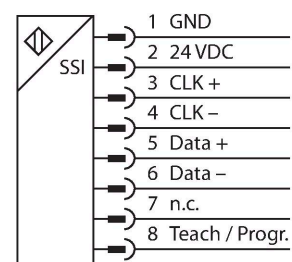 1 GND
2 24 VDC
SSI
3 CLK +
4 CLK –
5 Data +
6 Data –
7 n.c.
8 Teach / Progr.